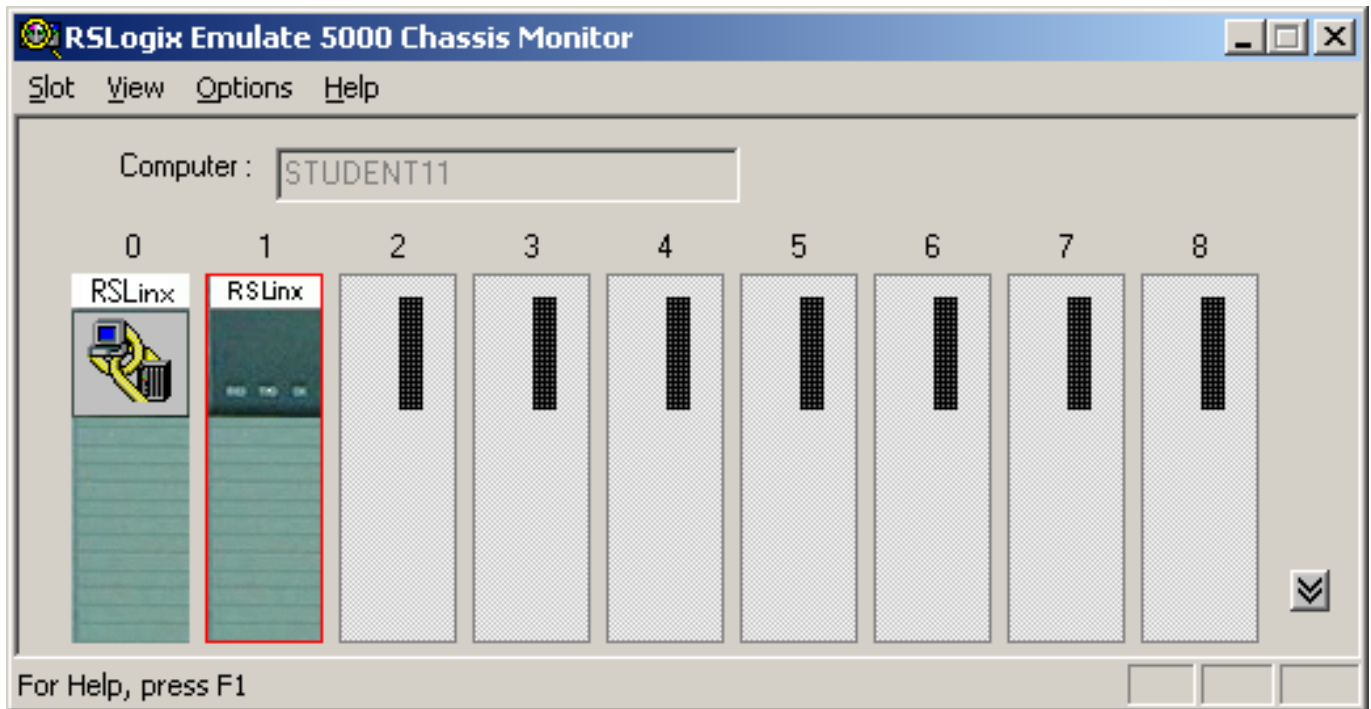 RSLogix Emulate 5000 Chassis Monitor
Slot View Options Help
Computer : STUDENT11
0 1 2 3 4 5 6 7 8
RSLinx RSLinx
For Help, press F1